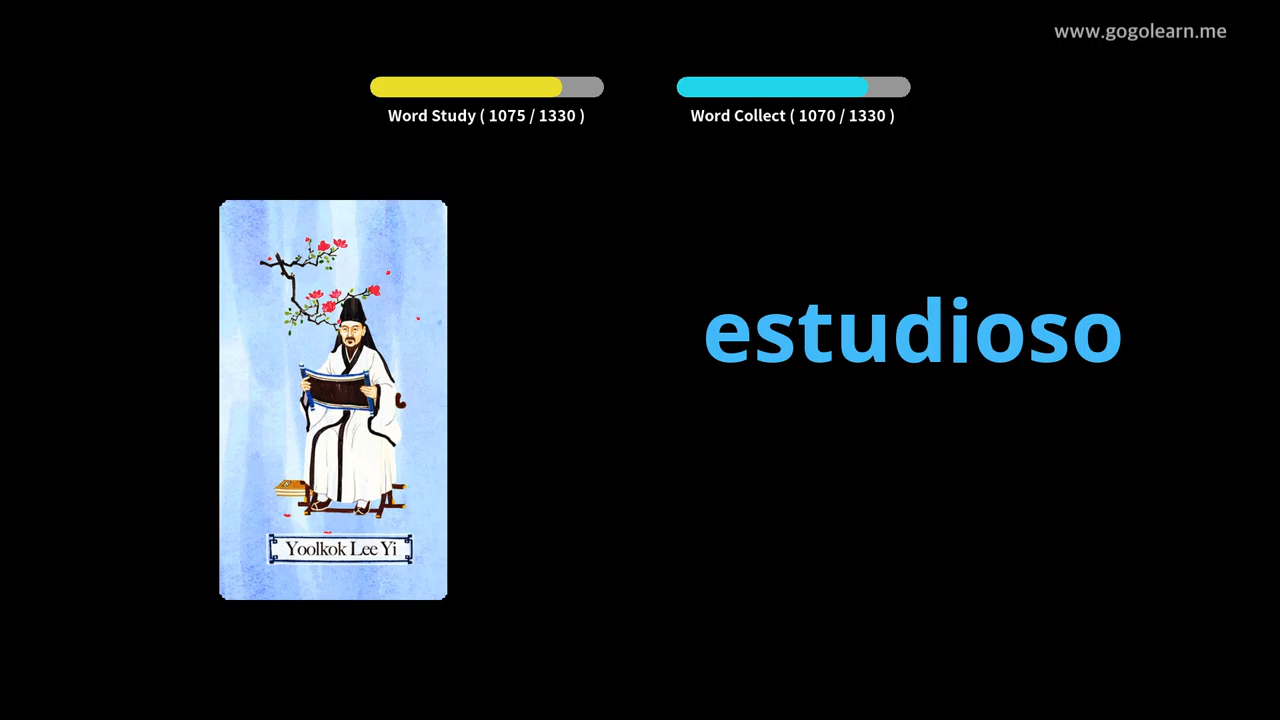 www.gogolearn.me
Word Study ( 1075 / 1330 )
Word Collect ( 1070 / 1330 )
estudioso
Yoolkok Lee Yi